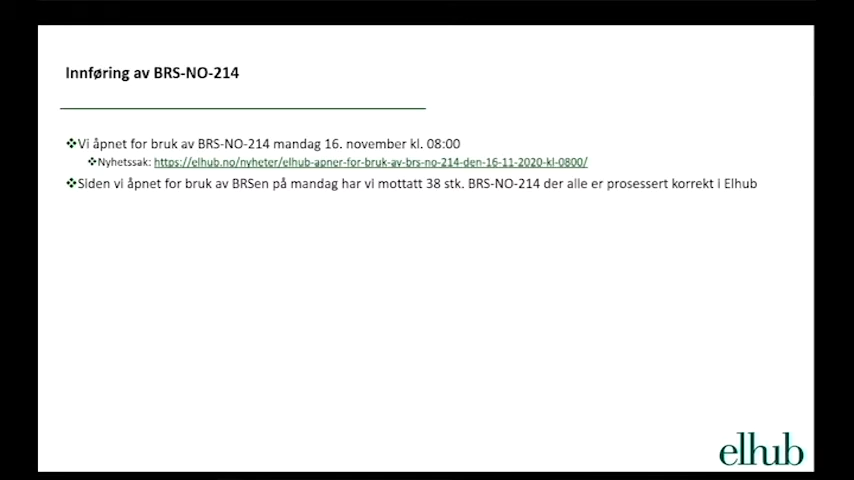 Innføring av BRS-NO-214
❖Vi åpnet for bruk av BRS-NO-214 mandag 16. november kl. 08:00
❖Nyhetssak: https://elhub.no/nyheter/elhub-apner-for-bruk-av-brs-no-214-den-16-11-2020-kl-0800/
❖Siden vi åpnet for bruk av BRSen på mandag har vi mottatt 38 stk. BRS-NO-214 der alle er prosessert korrekt i Elhub
elhub